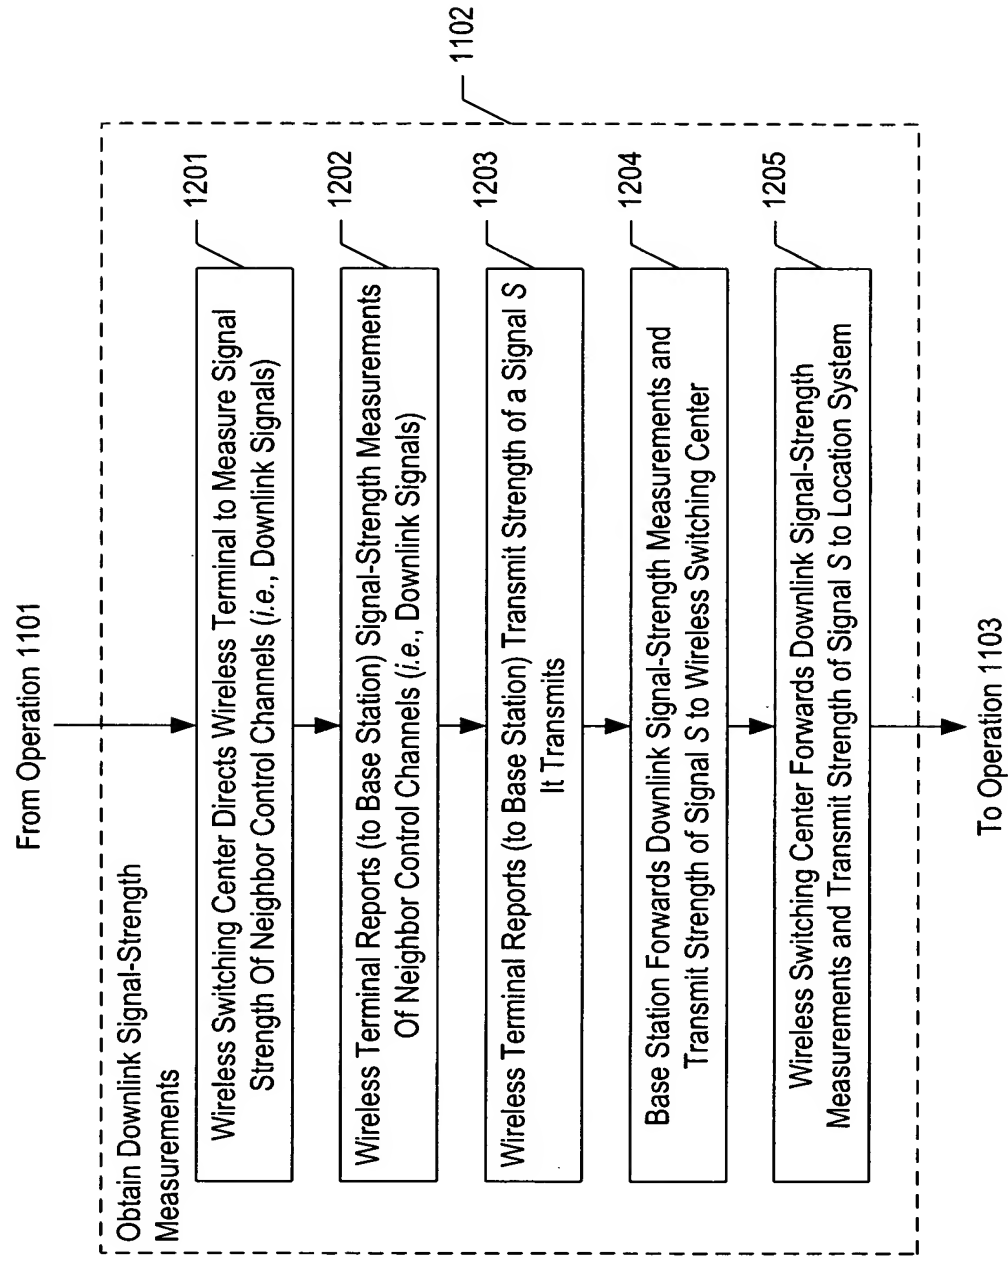 From Operation 1101
Obtain Downlink Signal-Strength
Measurements
1102
1201
Wireless Switching Center Directs Wireless Terminal to Measure Signal
Strength Of Neighbor Control Channels (i.e., Downlink Signals)
1202
Wireless Terminal Reports (to Base Station) Signal-Strength Measurements
Of Neighbor Control Channels (i.e., Downlink Signals)
1203
Wireless Terminal Reports (to Base Station) Transmit Strength of a Signal S
It Transmits
1204
Base Station Forwards Downlink Signal-Strength Measurements and
Transmit Strength of Signal S to Wireless Switching Center
1205
Wireless Switching Center Forwards Downlink Signal-Strength
Measurements and Transmit Strength of Signal S to Location System
To Operation 1103